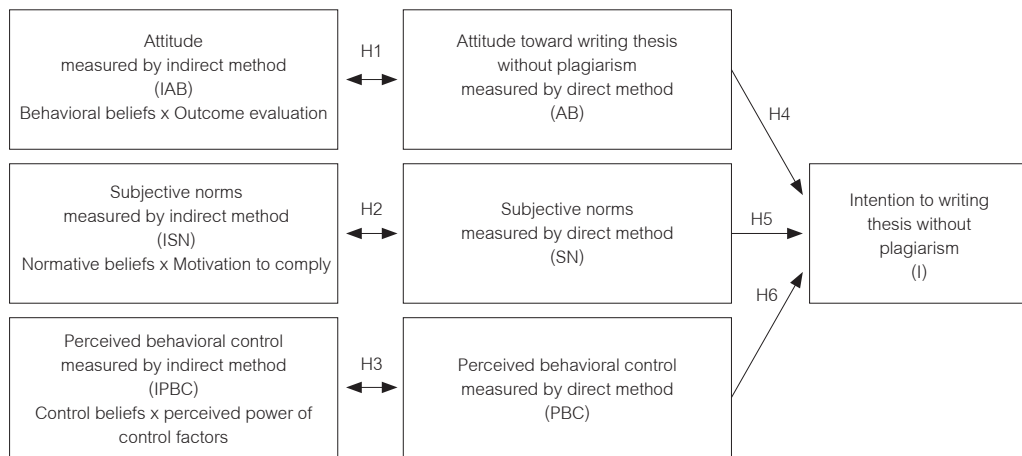 Attitude
measured by indirect method
(IAB)
Behavioral beliefs x Outcome evaluation
H1
Attitude toward writing thesis
without plagiarism
measured by direct method
(AB)
H4
Subjective norms
measured by indirect method
(ISN)
Normative beliefs x Motivation to comply
H2
Subjective norms
measured by direct method
(SN)
H5
Intention to writing
thesis without
plagiarism
(I)
Perceived behavioral control
measured by indirect method
(IPBC)
Control beliefs x perceived power of
control factors
H3
Perceived behavioral control
measured by direct method
(PBC)
H6